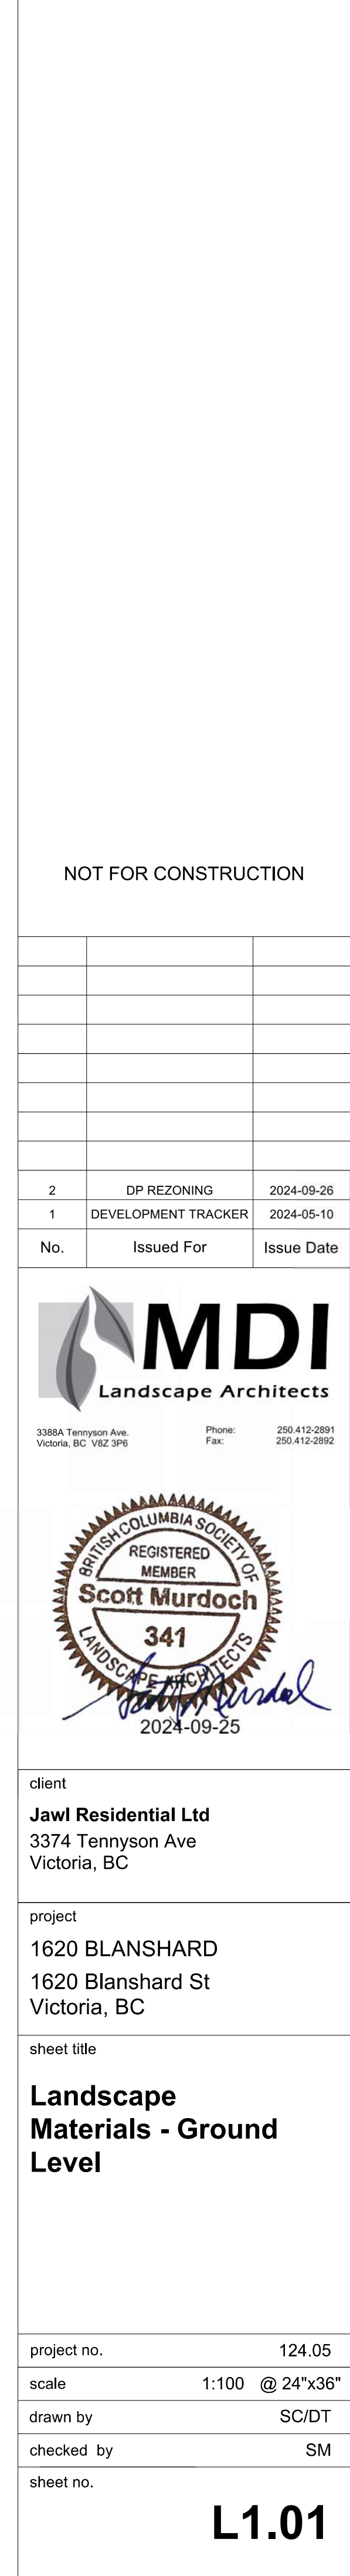 NOT FOR CONSTRUCTION
2 DP REZONING 2024-09-26
1 DEVELOPMENT TRACKER 2024-05-10
No. Issued For Issue Date
MDI
Landscape Architects
3388A Tennyson Ave. Phone: 250.412-2891
Victoria, BC V8Z 3P6 Fax: 250.412-2892
BRITISH COLUMBIA SOCIETY OF
REGISTERED
MEMBER
Scott Murdoch
341
LANDSCAPE ARCHITECTS
2024-09-25
client
Jawl Residential Ltd
3374 Tennyson Ave
Victoria, BC
project
1620 BLANSHARD
1620 Blanshard St
Victoria, BC
sheet title
Landscape
Materials - Ground
Level
project no. 124.05
scale 1:100 @ 24"x36"
drawn by SC/DT
checked by SM
sheet no.
L1.01